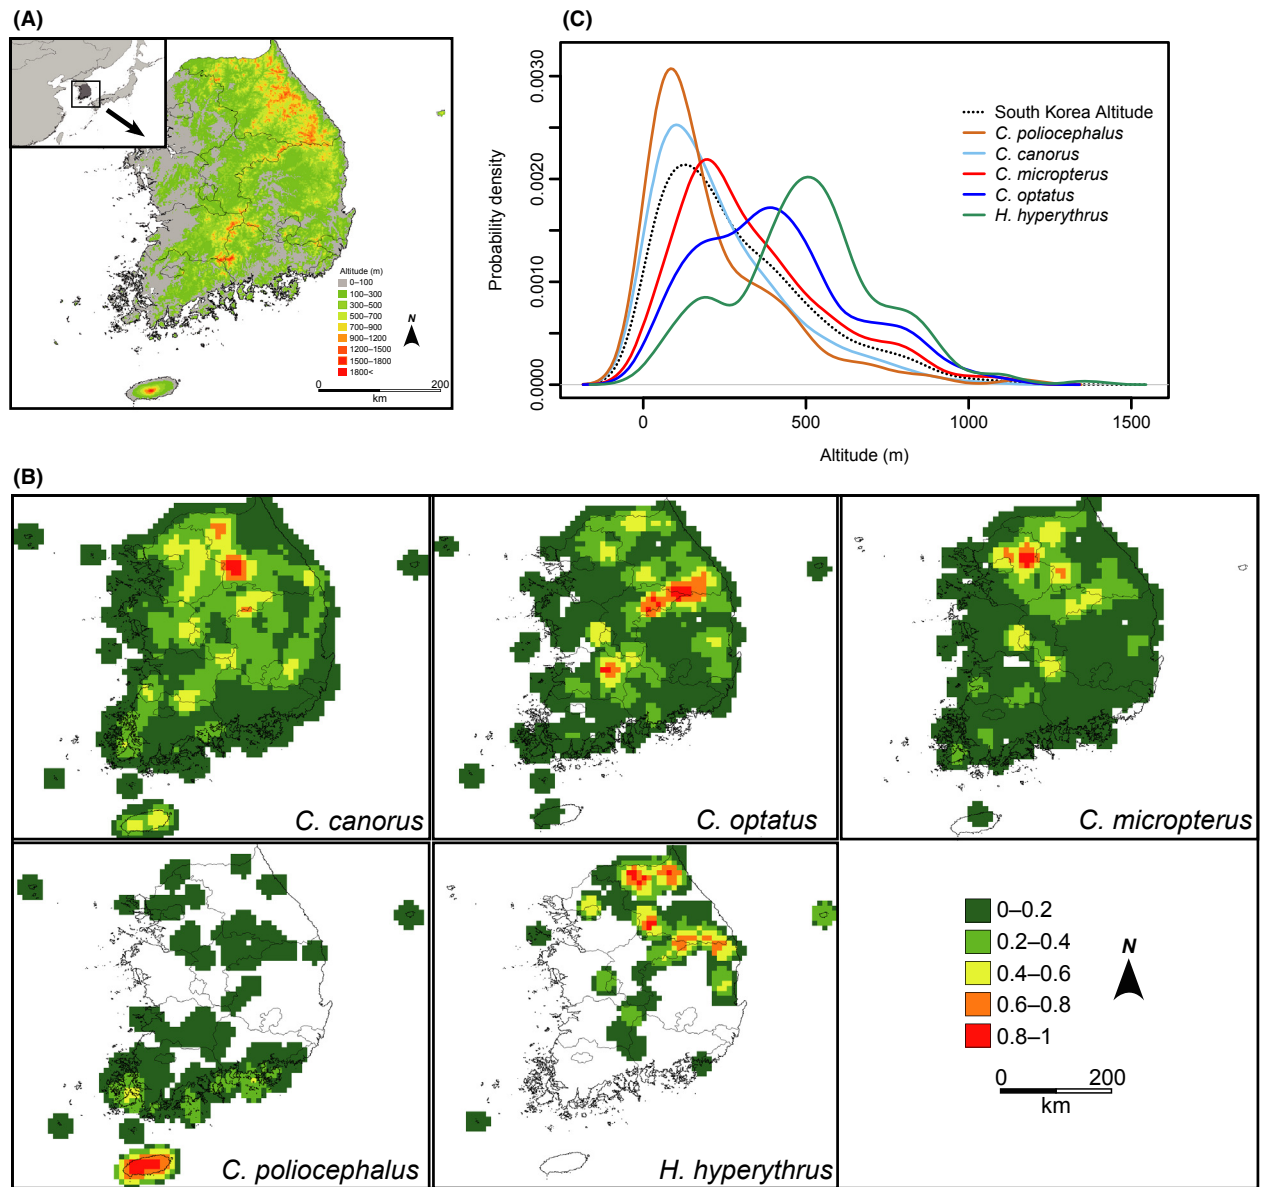 (A)
N
Altitude (m)
0–100
100–300
300–500
500–700
700–900
900–1200
1200–1500
1500–1800
1800<
0 200
km
(C)
Probability density
0.0000
0.0010
0.0020
0.0030
South Korea Altitude
C. poliocephalus
C. canorus
C. micropterus
C. optatus
H. hyperythrus
0 500 1000 1500
Altitude (m)
(B)
C. canorus
C. optatus
C. micropterus
C. poliocephalus
H. hyperythrus
0–0.2
0.2–0.4
0.4–0.6
0.6–0.8
0.8–1
N
0 200
km